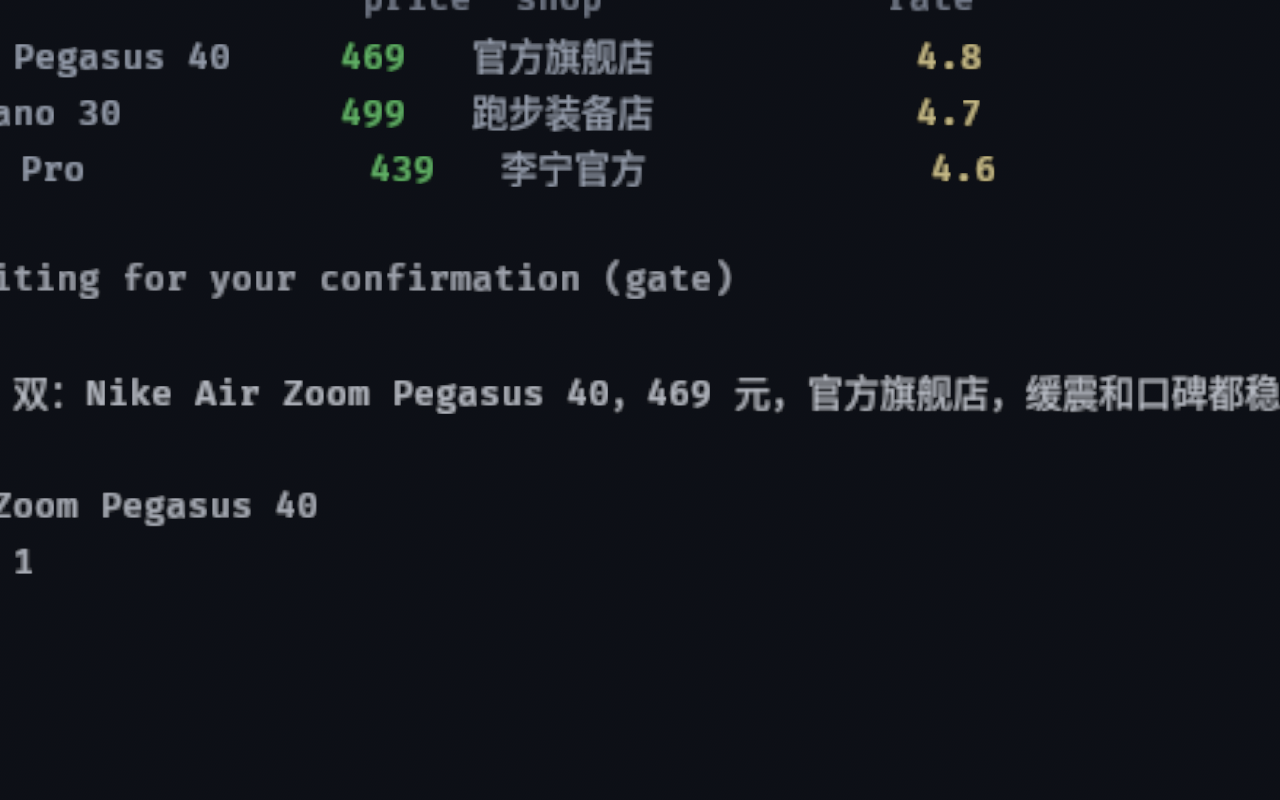 price shop rate
Pegasus 40 469 官方旗舰店 4.8
ano 30 499 跑步装备店 4.7
Pro 439 李宁官方 4.6
iting for your confirmation (gate)
双：Nike Air Zoom Pegasus 40，469 元，官方旗舰店，缓震和口碑都稳
Zoom Pegasus 40
1